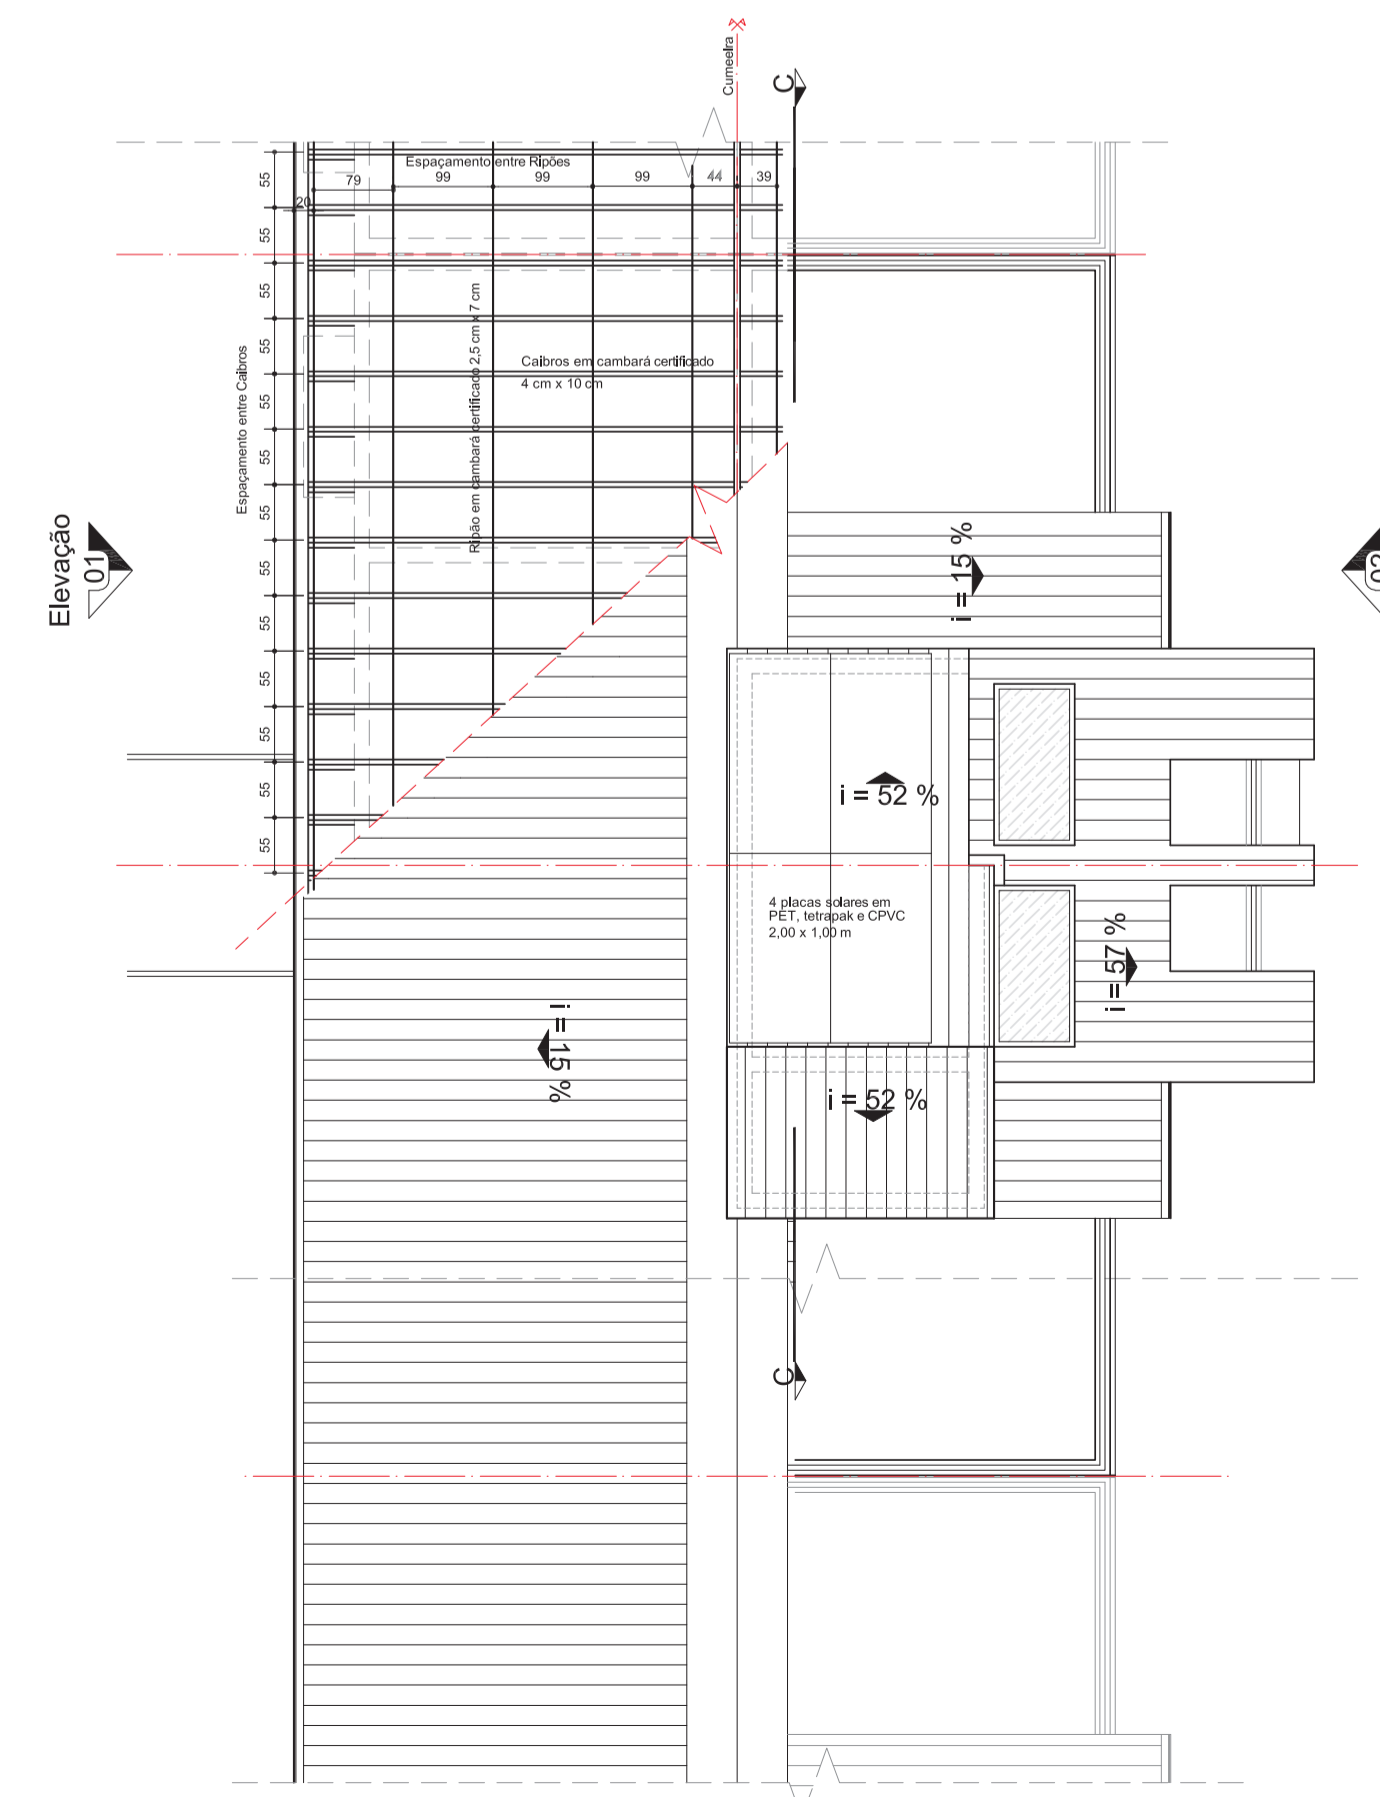 Cumeeira
C
Espaçamento entre Ripões
79
99
99
99
44
39
20
55
55
55
55
55
55
55
55
55
55
55
55
55
Espaçamento entre Caibros
Ripão em cambará certificado 2,5 cm x 7 cm
Caibros em cambará certificado
4 cm x 10 cm
Elevação
01
02
i = 15 %
i = 52 %
4 placas solares em
PET, tetrapak e CPVC
2,00 x 1,00 m
i = 57 %
i = 15 %
i = 52 %
C